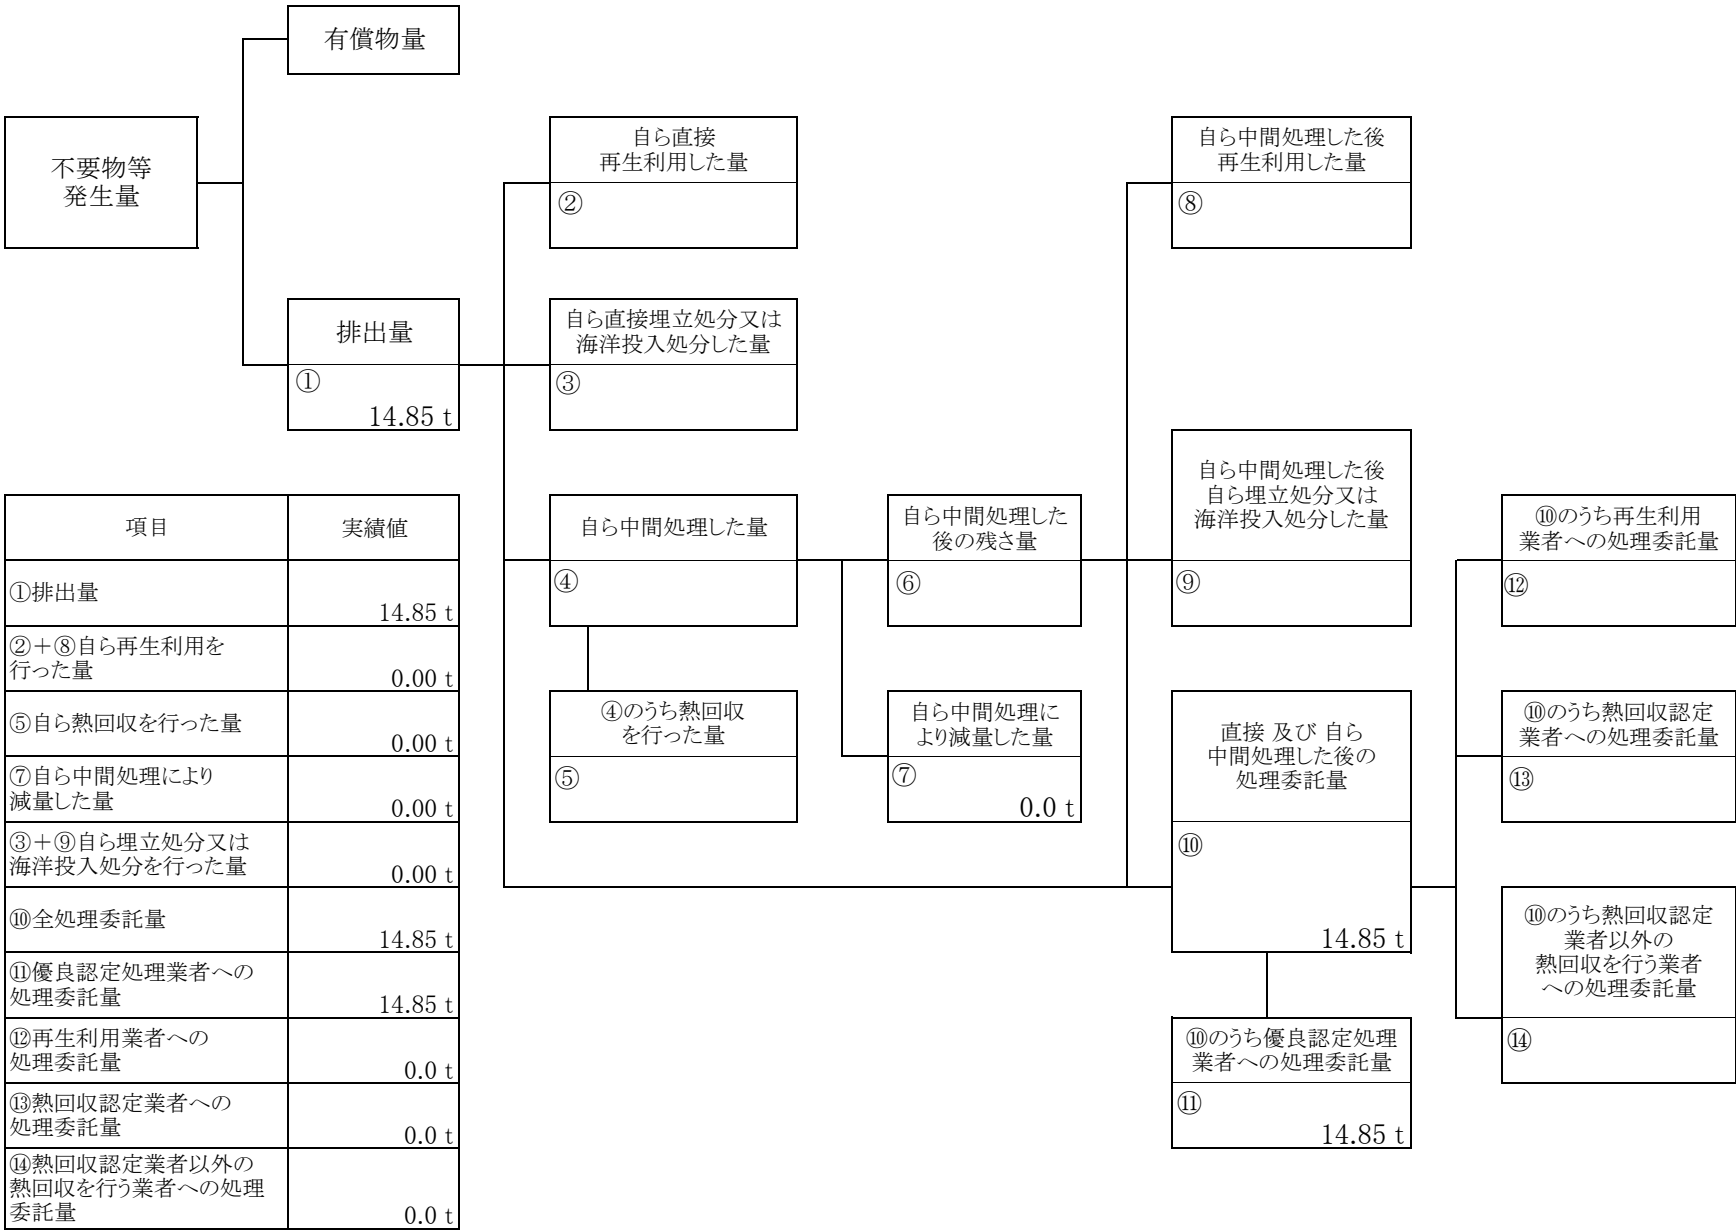 有償物量
不要物等
発生量
自ら直接
再生利用した量
②
自ら中間処理した後
再生利用した量
⑧
排出量
①
14.85 t
自ら直接埋立処分又は
海洋投入処分した量
③
自ら中間処理した量
④
自ら中間処理した
後の残さ量
⑥
自ら中間処理した後
自ら埋立処分又は
海洋投入処分した量
⑨
⑩のうち再生利用
業者への処理委託量
⑫
④のうち熱回収
を行った量
⑤
自ら中間処理に
より減量した量
⑦
0.0 t
直接 及び 自ら
中間処理した後の
処理委託量
⑩
14.85 t
⑩のうち熱回収認定
業者への処理委託量
⑬
⑩のうち熱回収認定
業者以外の
熱回収を行う業者
への処理委託量
⑭
⑩のうち優良認定処理
業者への処理委託量
⑪
14.85 t
項目 実績値
①排出量
14.85 t
②＋⑧自ら再生利用を
行った量
0.00 t
⑤自ら熱回収を行った量
0.00 t
⑦自ら中間処理により
減量した量
0.00 t
③＋⑨自ら埋立処分又は
海洋投入処分を行った量
0.00 t
⑩全処理委託量
14.85 t
⑪優良認定処理業者への
処理委託量
14.85 t
⑫再生利用業者への
処理委託量
0.0 t
⑬熱回収認定業者への
処理委託量
0.0 t
⑭熱回収認定業者以外の
熱回収を行う業者への処理
委託量
0.0 t